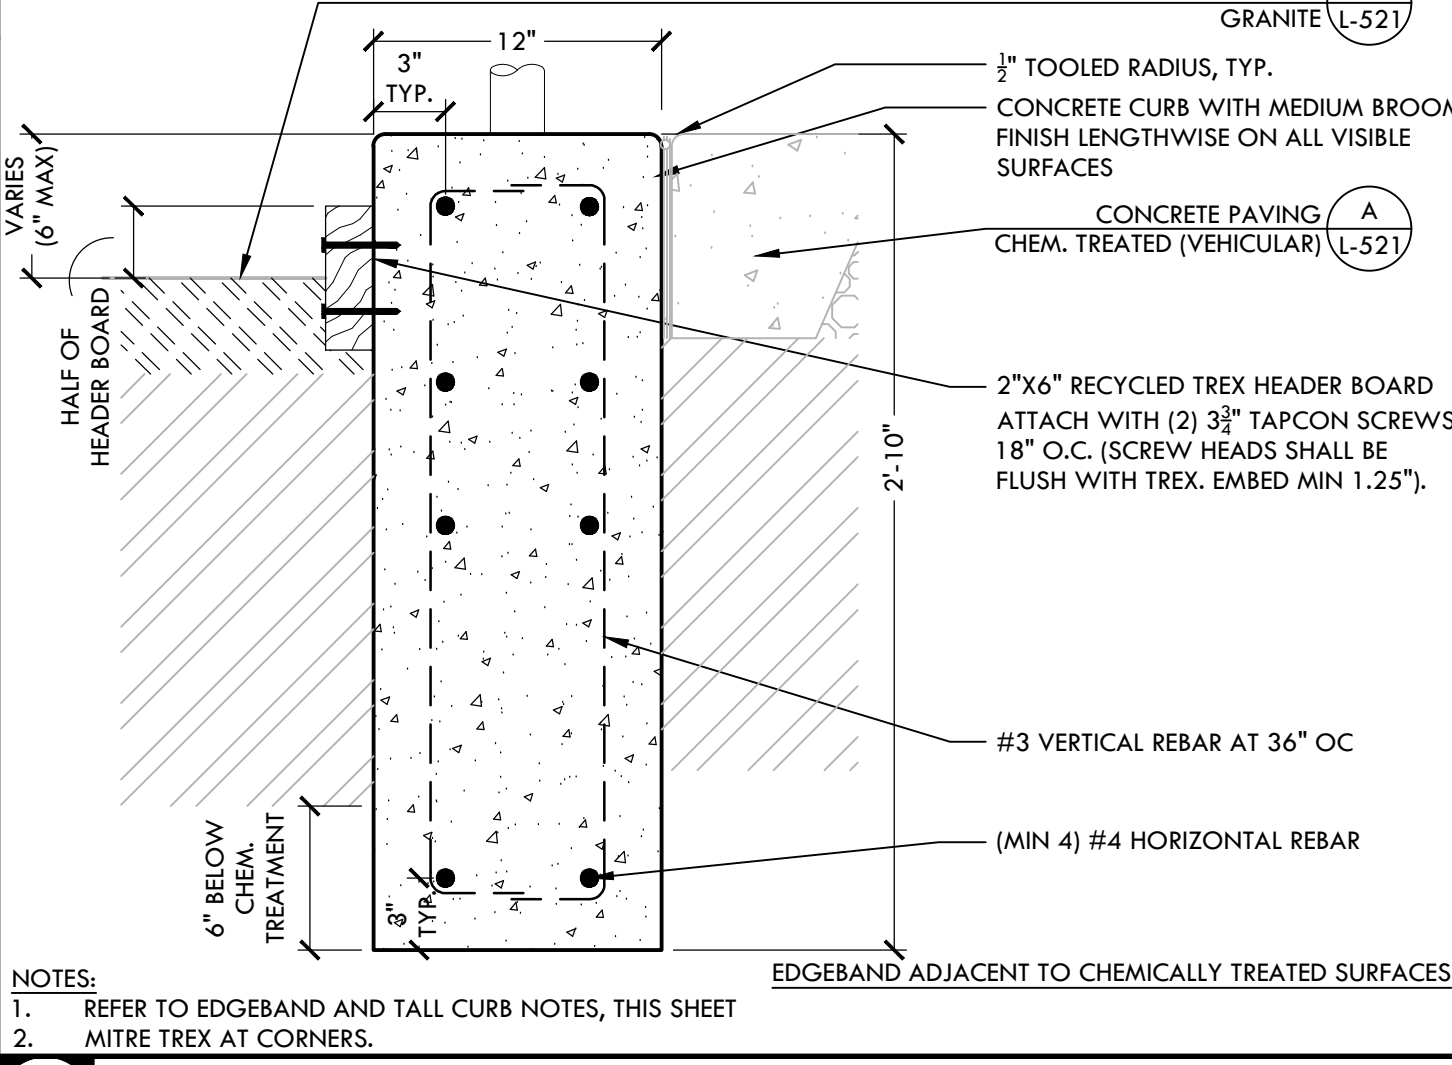 GRANITE
L-521
12"
3"
TYP.
½" TOOLED RADIUS, TYP.
CONCRETE CURB WITH MEDIUM BROOM
FINISH LENGTHWISE ON ALL VISIBLE
SURFACES
VARIES
(6" MAX)
CONCRETE PAVING
CHEM. TREATED (VEHICULAR)
A
L-521
HALF OF
HEADER BOARD
2"X6" RECYCLED TREX HEADER BOARD
ATTACH WITH (2) 3¾" TAPCON SCREWS
18" O.C. (SCREW HEADS SHALL BE
FLUSH WITH TREX. EMBED MIN 1.25").
2'-10"
#3 VERTICAL REBAR AT 36" OC
(MIN 4) #4 HORIZONTAL REBAR
6" BELOW
CHEM.
TREATMENT
3"
TYP.
EDGEBAND ADJACENT TO CHEMICALLY TREATED SURFACES
NOTES:
1. REFER TO EDGEBAND AND TALL CURB NOTES, THIS SHEET
2. MITRE TREX AT CORNERS.